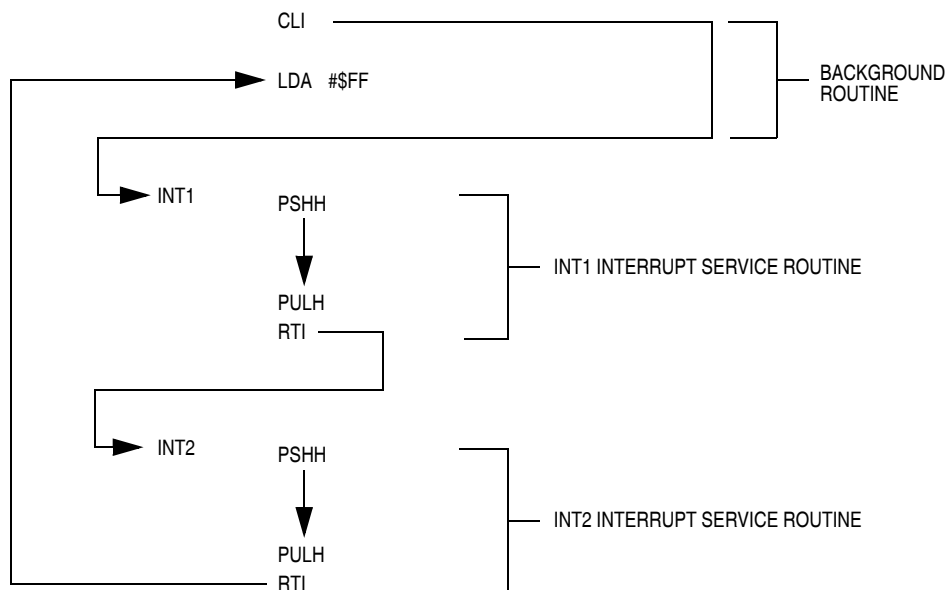 CLI
LDA #$FF
BACKGROUND
ROUTINE
INT1
PSHH
INT1 INTERRUPT SERVICE ROUTINE
PULH
RTI
INT2
PSHH
INT2 INTERRUPT SERVICE ROUTINE
PULH
RTI